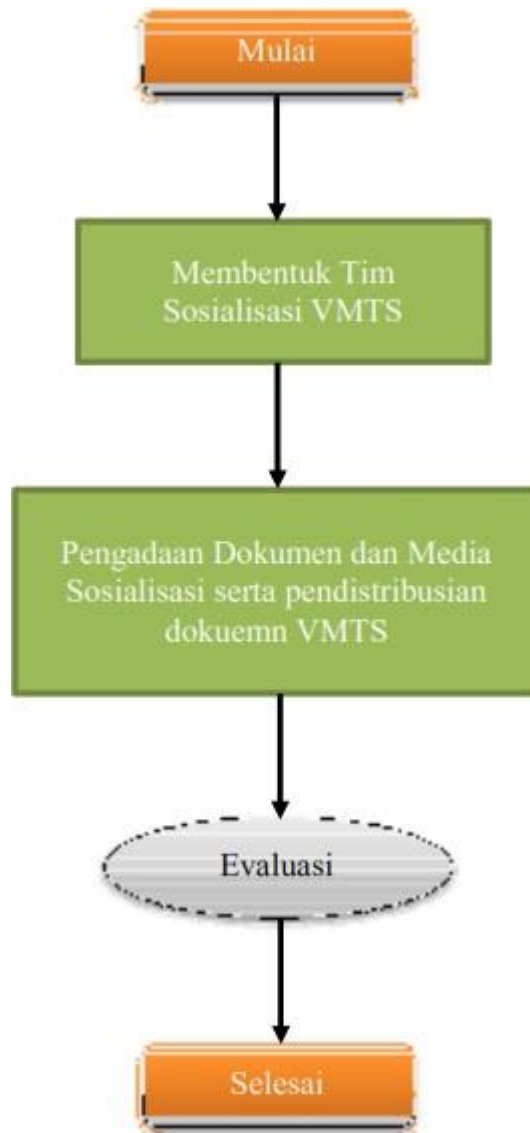 Mulai
Membentuk Tim
Sosialisasi VMTS
Pengadaan Dokumen dan Media
Sosialisasi serta pendistribusian
dokuemn VMTS
Evaluasi
Selesai